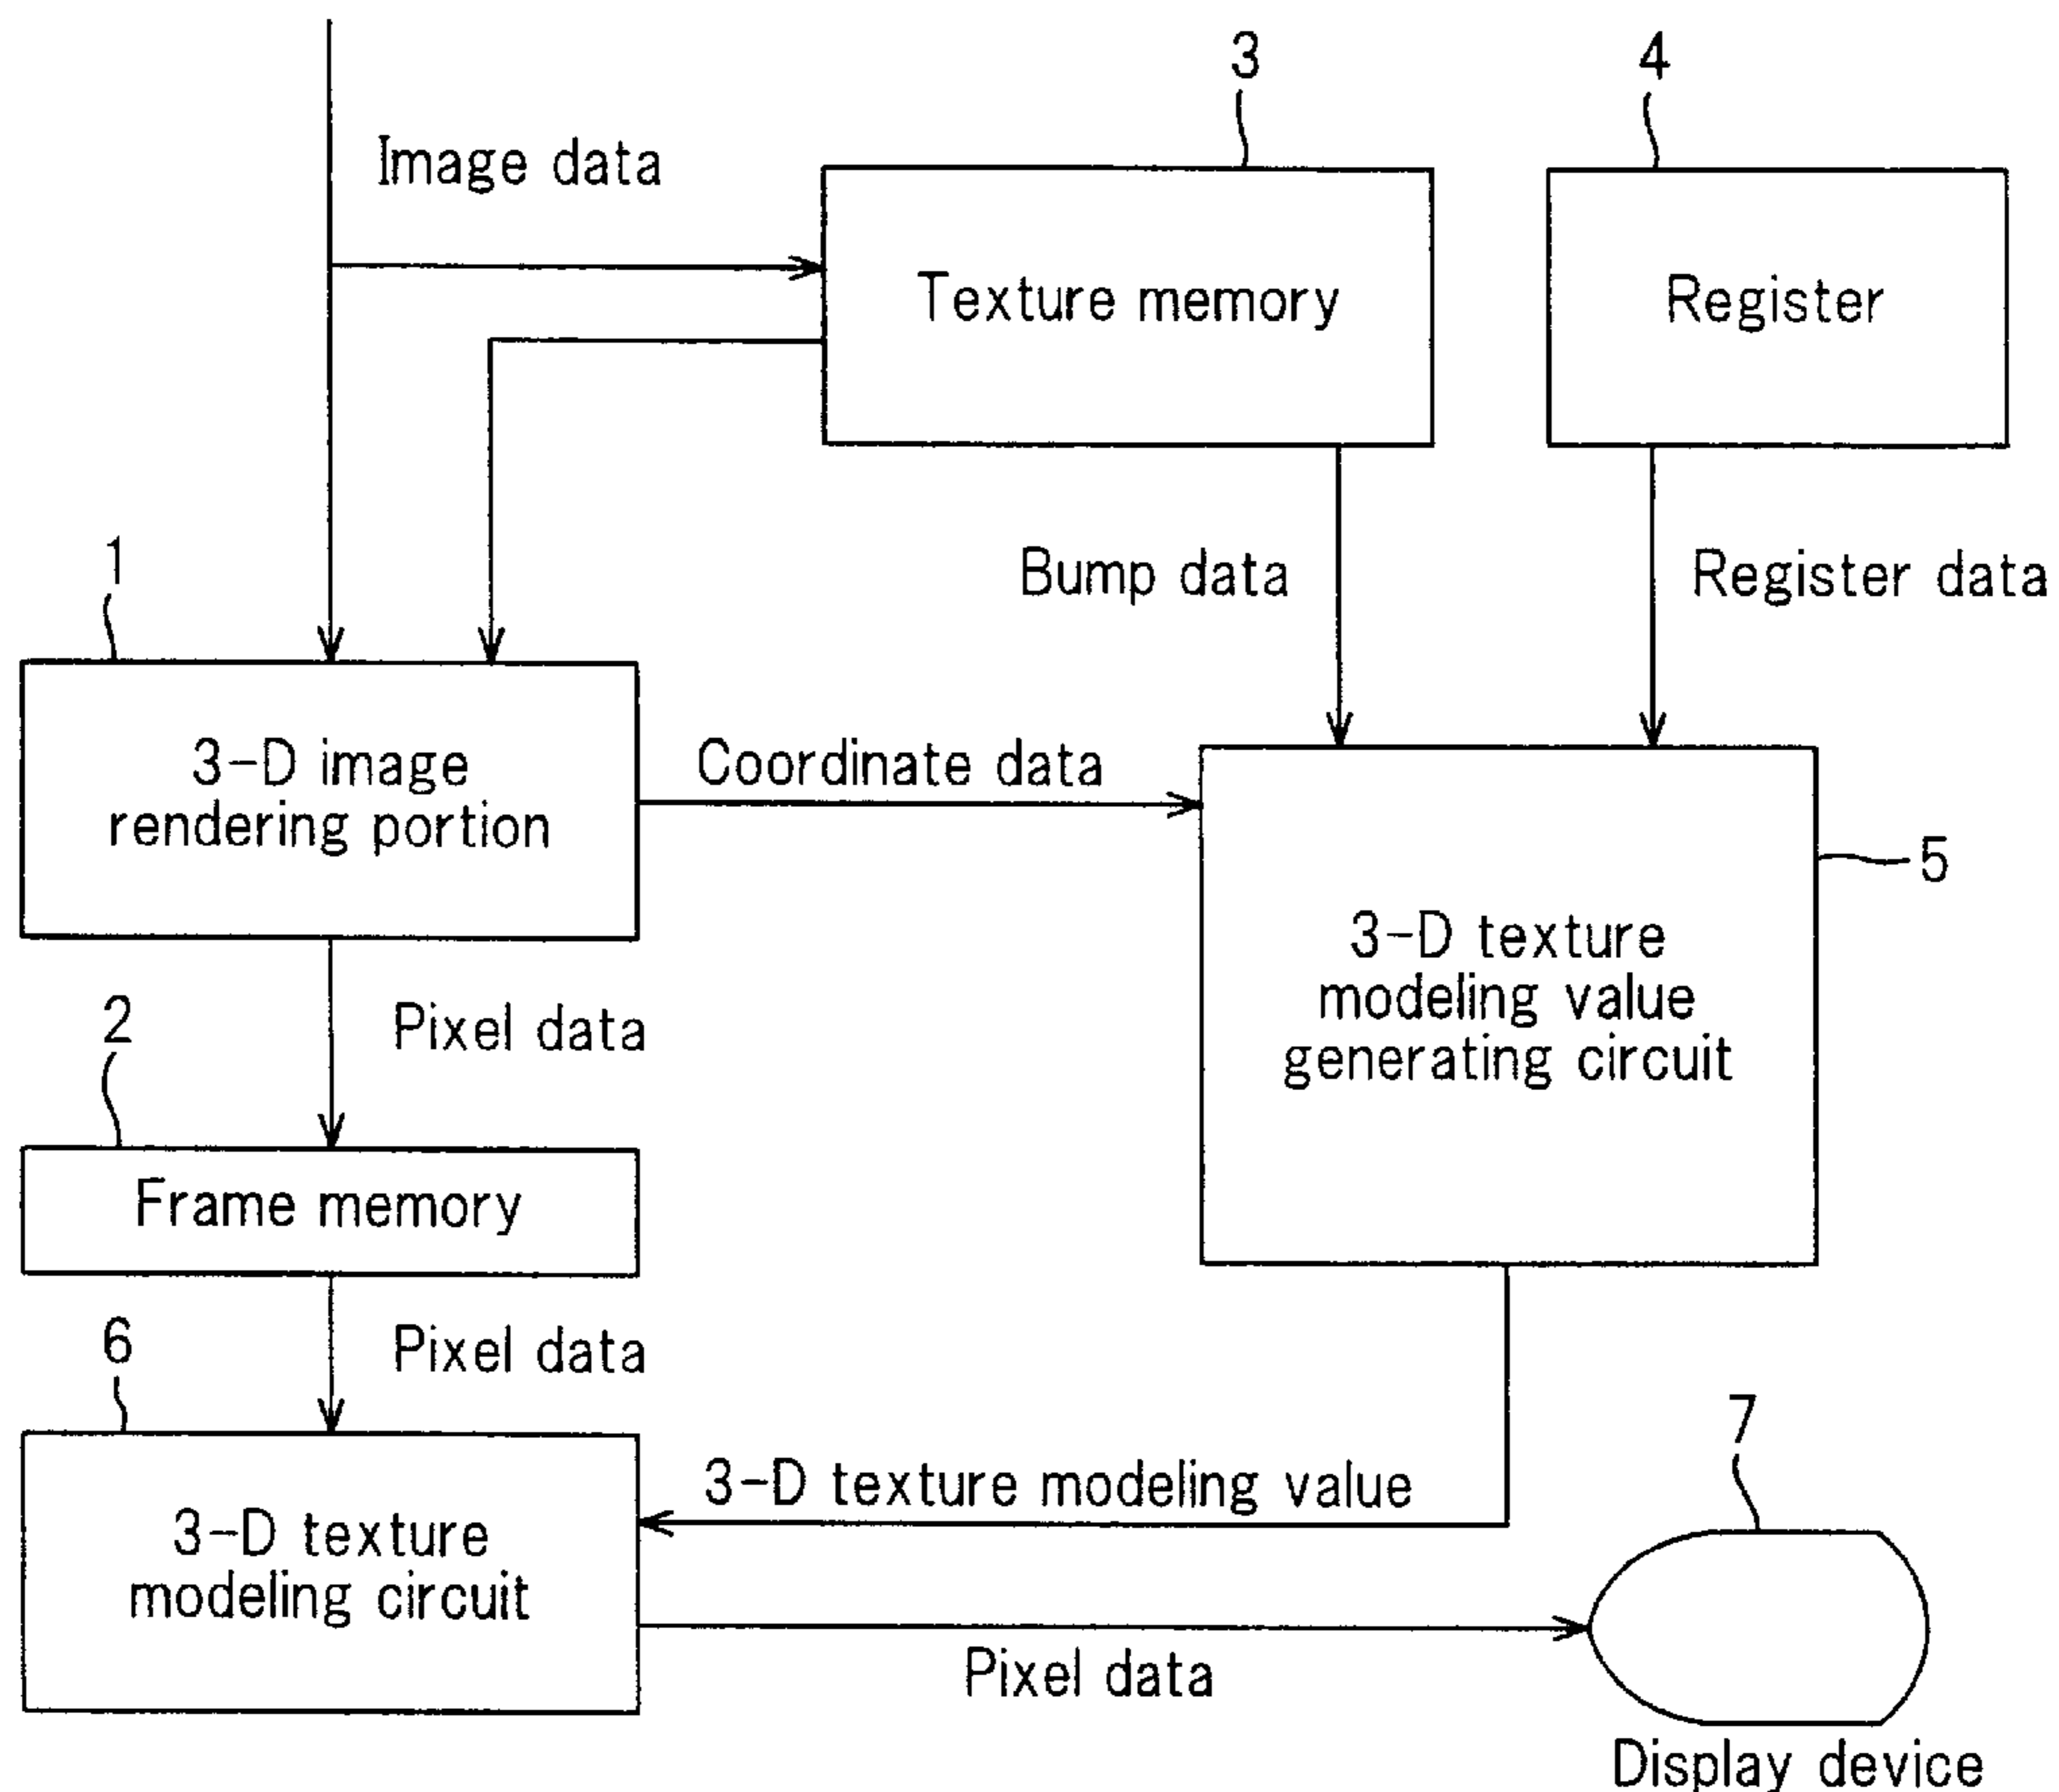 3
4
Image data
Texture memory
Register
Bump data
Register data
1
3-D image
rendering portion
Coordinate data
5
3-D texture
modeling value
generating circuit
2
Pixel data
Frame memory
6
Pixel data
3-D texture modeling value
7
3-D texture
modeling circuit
Pixel data
Display device